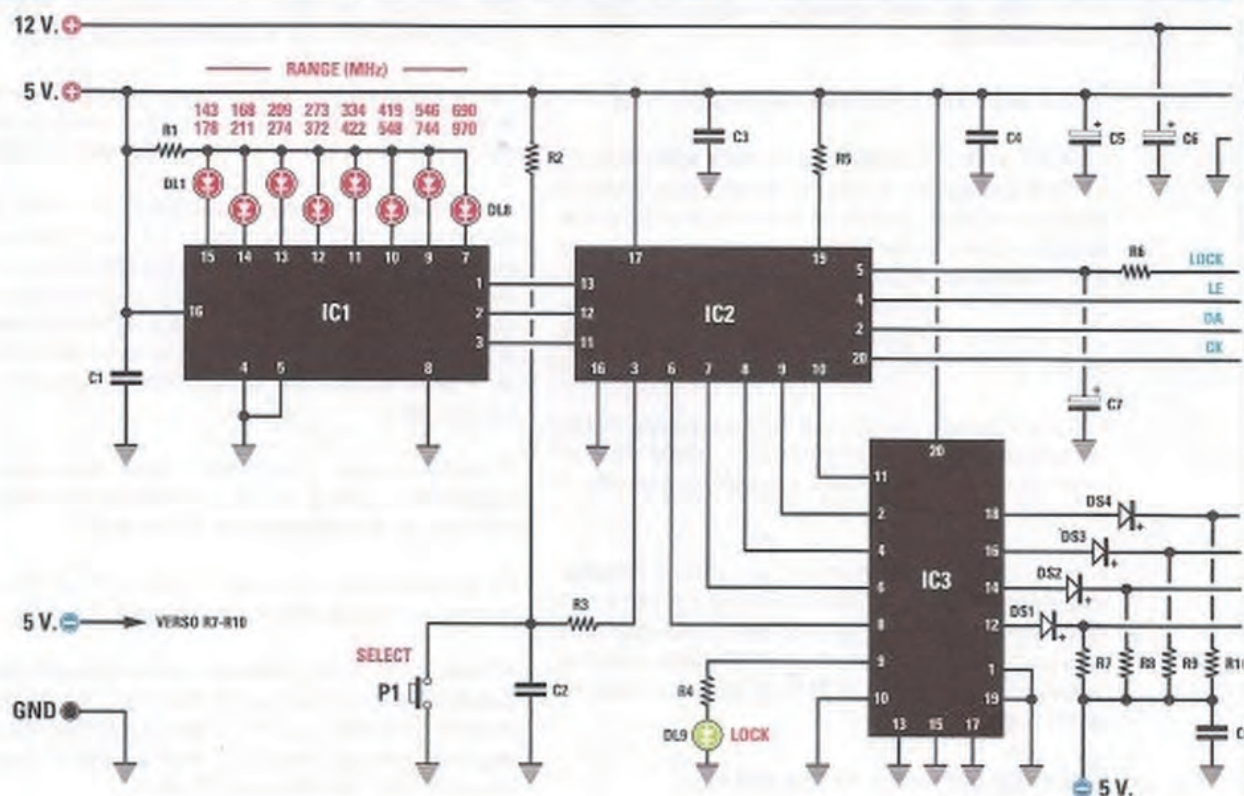 12 V. +
5 V. +
RANGE (MHz)
143 168 209 273 334 419 546 690
178 211 274 372 422 548 744 970
R1
R2
C3
R5
C4
C5
C6
DL1
DL8
15 14 13 12 11 10 9 7
16
IC1
1
2
3
4 5 8
C1
17 19
13
12
11
IC2
5
4
2
20
16 3 6 7 8 9 10
R6
LOCK
LE
DA
CK
C7
20
11
2
4
6
8
9
10
IC3
18
16
14
12
1
19
13 15 17
DS4
DS3
DS2
DS1
R7
R8
R9
5 V. −
VERSO R7-R10
SELECT
P1
R3
C2
R4
DL9
LOCK
GND
− 5 V.